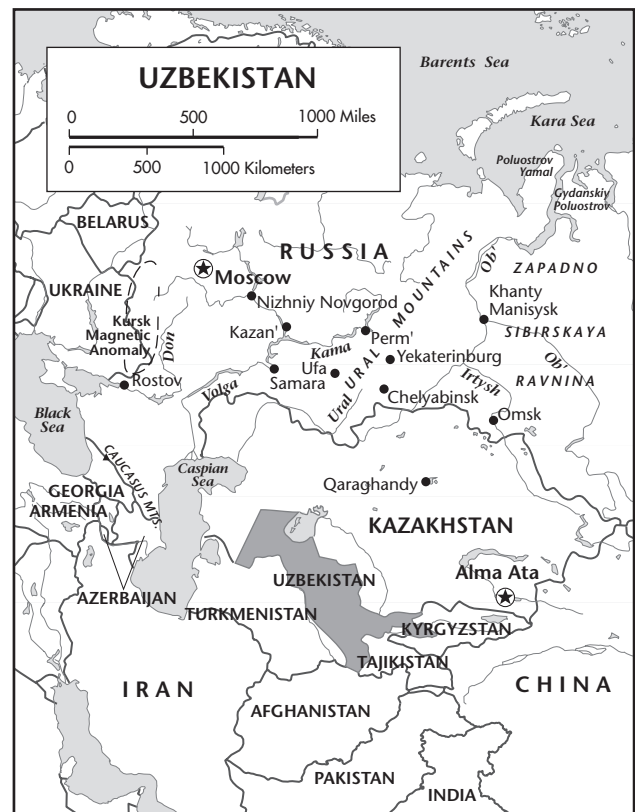 UZBEKISTAN
0 500 1000 Miles
0 500 1000 Kilometers
Barents Sea
Kara Sea
Poluostrov
Yamal
Gydanskiy
Poluostrov
BELARUS
RUSSIA
Moscow
UKRAINE
Nizhniy Novgorod
Kursk
Magnetic
Anomaly
Don
Kazan'
Kama
Perm'
URAL MOUNTAINS
Ob'
ZAPADNO
Khanty
Manisysk
SIBIRSKAYA
Ob'
RAVNINA
Yekaterinburg
Ufa
Ural
Irtysh
Rostov
Volga
Samara
Chelyabinsk
Omsk
Black
Sea
CAUCASUS MTS.
Caspian
Sea
Qaraghandy
GEORGIA
ARMENIA
KAZAKHSTAN
UZBEKISTAN
Alma Ata
AZERBAIJAN
TURKMENISTAN
KYRGYZSTAN
TAJIKISTAN
IRAN
CHINA
AFGHANISTAN
PAKISTAN
INDIA